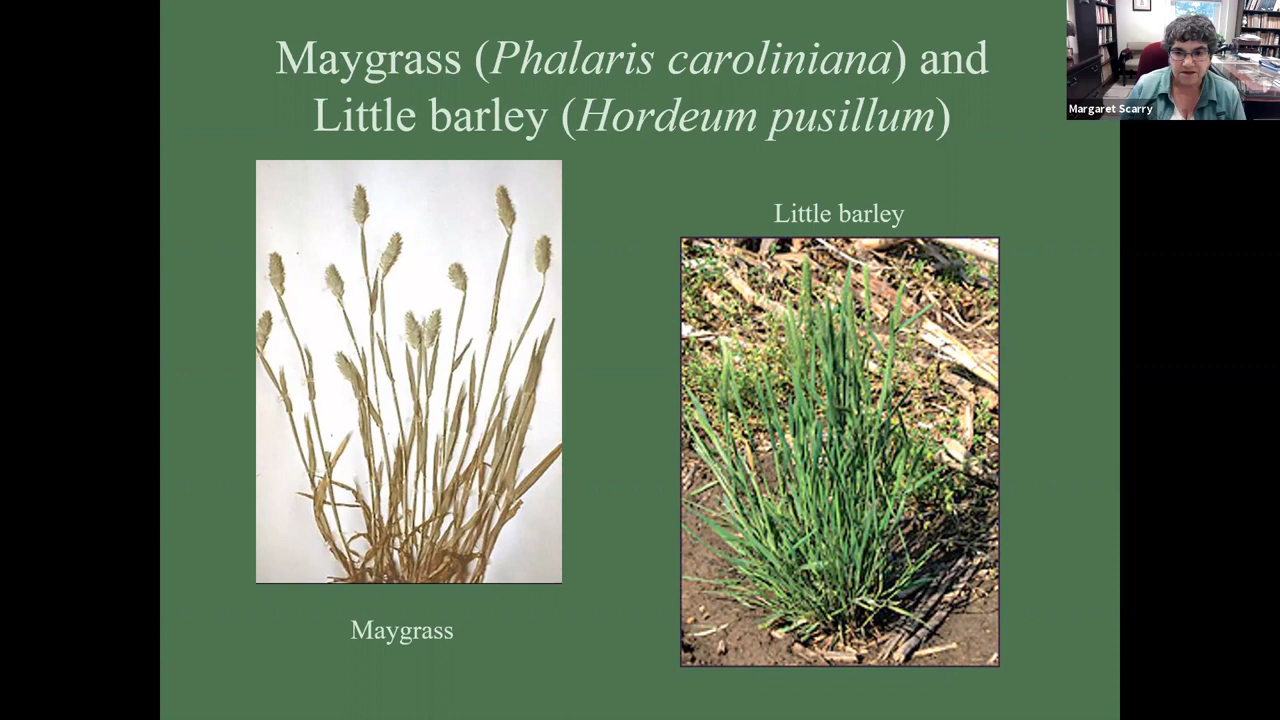 Maygrass (Phalaris caroliniana) and
Little barley (Hordeum pusillum)
Margaret Scarry
Little barley
Maygrass